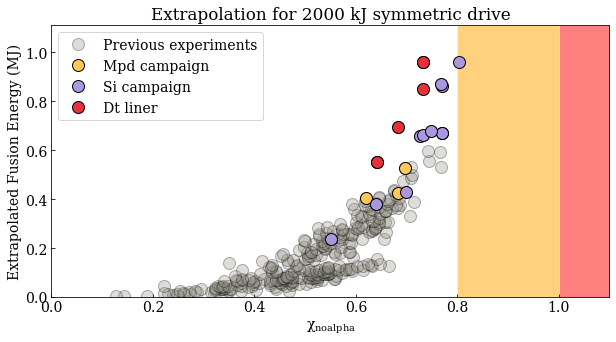 Extrapolation for 2000 kJ symmetric drive
Extrapolated Fusion Energy (MJ)
1.0
0.8
0.6
0.4
0.2
0.0
Previous experiments
Mpd campaign
Si campaign
Dt liner
0.0 0.2 0.4 0.6 0.8 1.0
χnoalpha